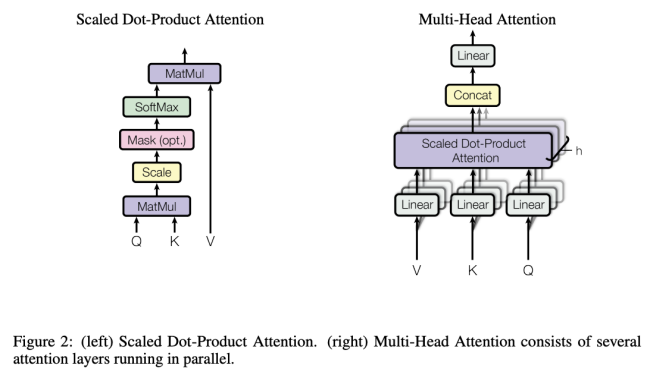 Scaled Dot-Product Attention
MatMul
SoftMax
Mask (opt.)
Scale
MatMul
Q K V
Multi-Head Attention
Linear
Concat
Scaled Dot-Product
Attention
h
Linear Linear Linear
V K Q
Figure 2: (left) Scaled Dot-Product Attention. (right) Multi-Head Attention consists of several
attention layers running in parallel.